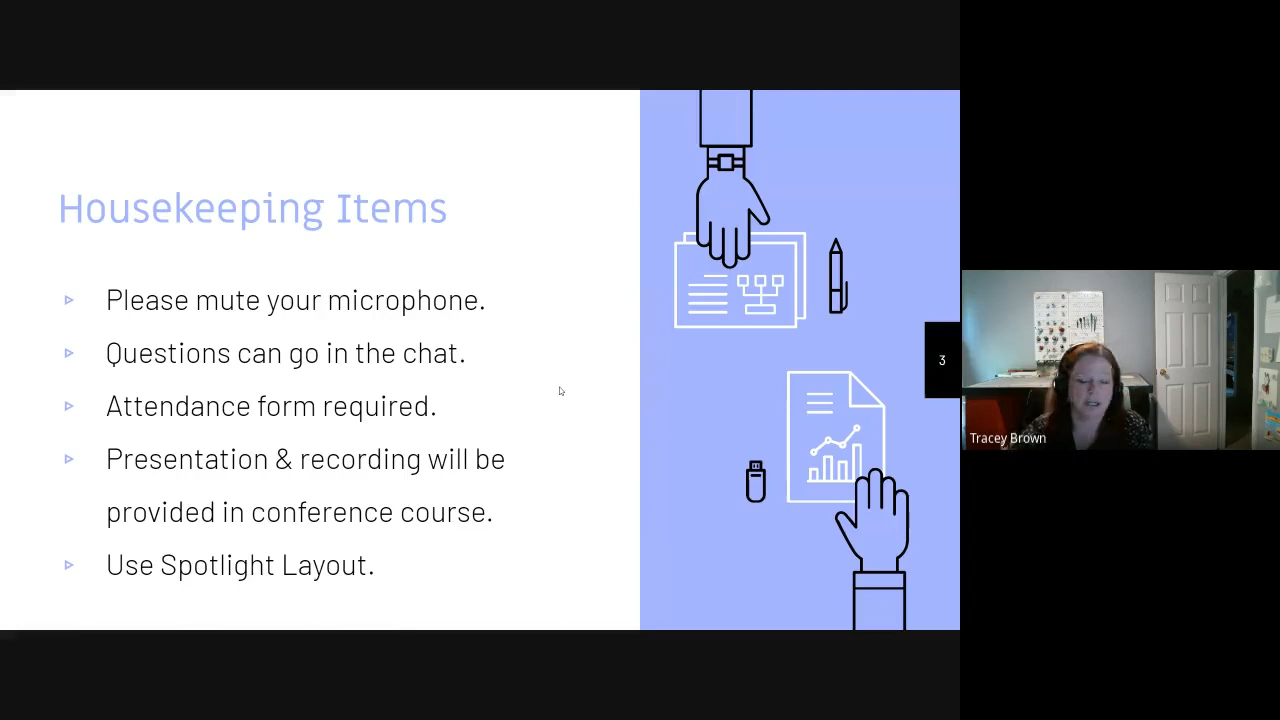 Housekeeping Items
Please mute your microphone.
Questions can go in the chat.
Attendance form required.
Presentation & recording will be
provided in conference course.
Use Spotlight Layout.
3
Tracey Brown